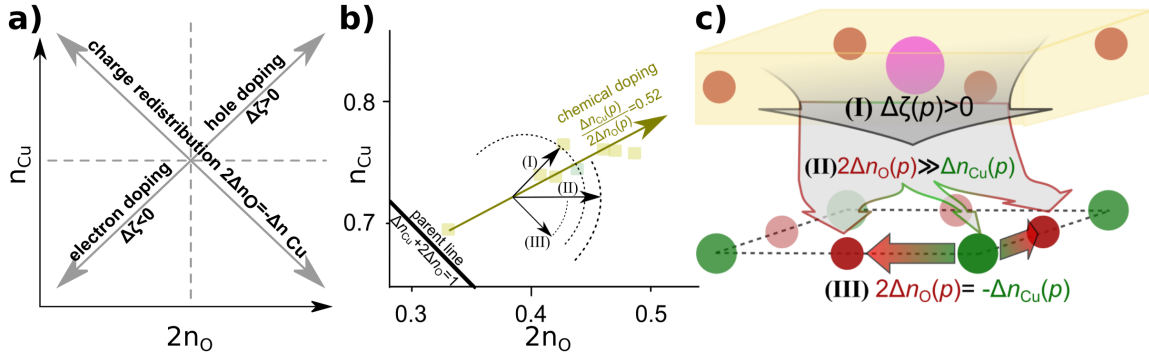 a)
n_Cu
2n_O
charge redistribution 2Δn_O=-Δn Cu
hole doping
Δζ>0
electron doping
Δζ<0
b)
n_Cu
0.8
0.7
0.3
0.4
0.5
2n_O
chemical doping
Δn_Cu(p)
2Δn_O(p)
=0.52
(I)
(II)
(III)
parent line
Δn_Cu+2Δn_O=1
c)
(I) Δζ(p)>0
(II) 2Δn_O(p)≫Δn_Cu(p)
(III) 2Δn_O(p)= -Δn_Cu(p)